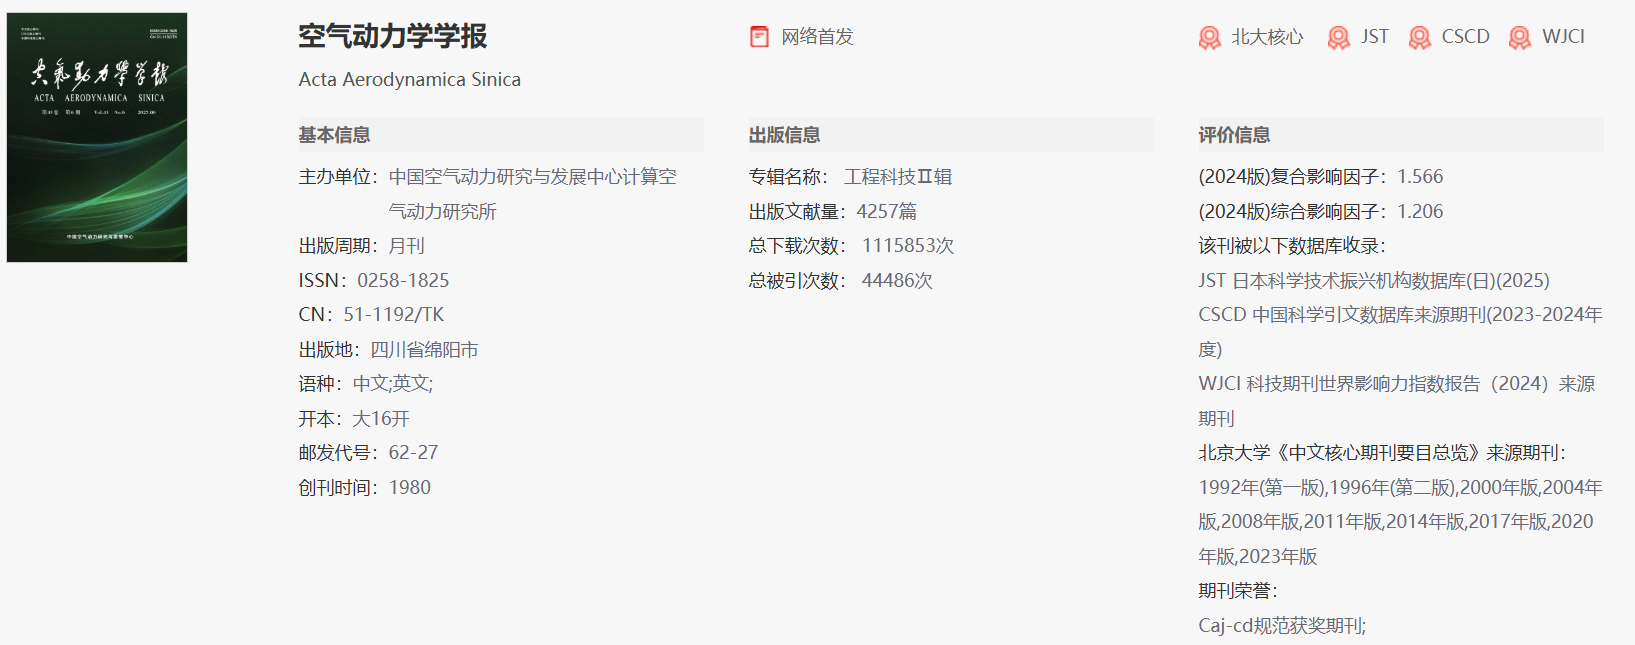 空气动力学学报
ACTA AERODYNAMICA SINICA
中国空气动力研究与发展中心
空气动力学学报
Acta Aerodynamica Sinica
网络首发
北大核心 JST CSCD WJCI
基本信息
主办单位：中国空气动力研究与发展中心计算空
气动力研究所
出版周期：月刊
ISSN：0258-1825
CN：51-1192/TK
出版地：四川省绵阳市
语种：中文;英文;
开本：大16开
邮发代号：62-27
创刊时间：1980
出版信息
专辑名称： 工程科技Ⅱ辑
出版文献量：4257篇
总下载次数： 1115853次
总被引次数： 44486次
评价信息
(2024版)复合影响因子：1.566
(2024版)综合影响因子：1.206
该刊被以下数据库收录：
JST 日本科学技术振兴机构数据库(日)(2025)
CSCD 中国科学引文数据库来源期刊(2023-2024年
度)
WJCI 科技期刊世界影响力指数报告（2024）来源
期刊
北京大学《中文核心期刊要目总览》来源期刊：
1992年(第一版),1996年(第二版),2000年版,2004年
版,2008年版,2011年版,2014年版,2017年版,2020
年版,2023年版
期刊荣誉：
Caj-cd规范获奖期刊;